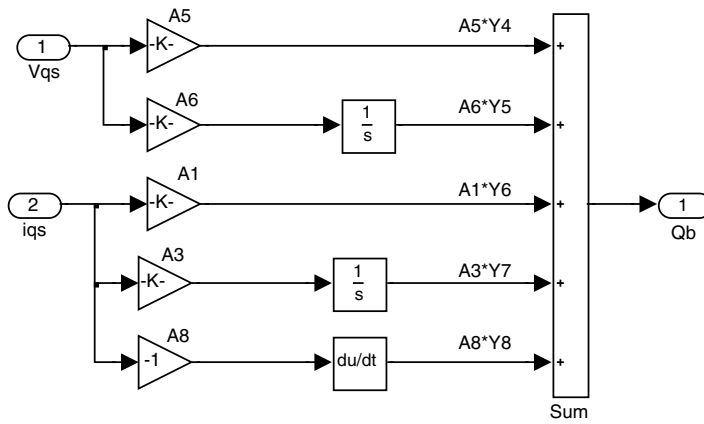 A5
1
-K-
A5*Y4
+
Vqs
A6
-K-
1
s
A6*Y5
+
A1
2
-K-
A1*Y6
+
1
iqs
Qb
A3
-K-
1
s
A3*Y7
+
A8
-1
du/dt
A8*Y8
+
Sum